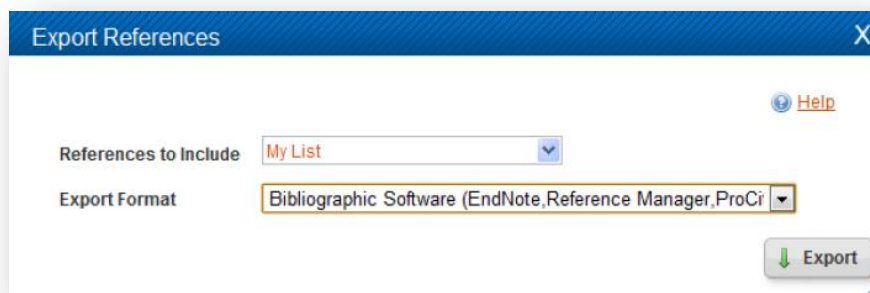 Export References X
Help
References to Include My List
Export Format Bibliographic Software (EndNote,Reference Manager,ProCi
Export